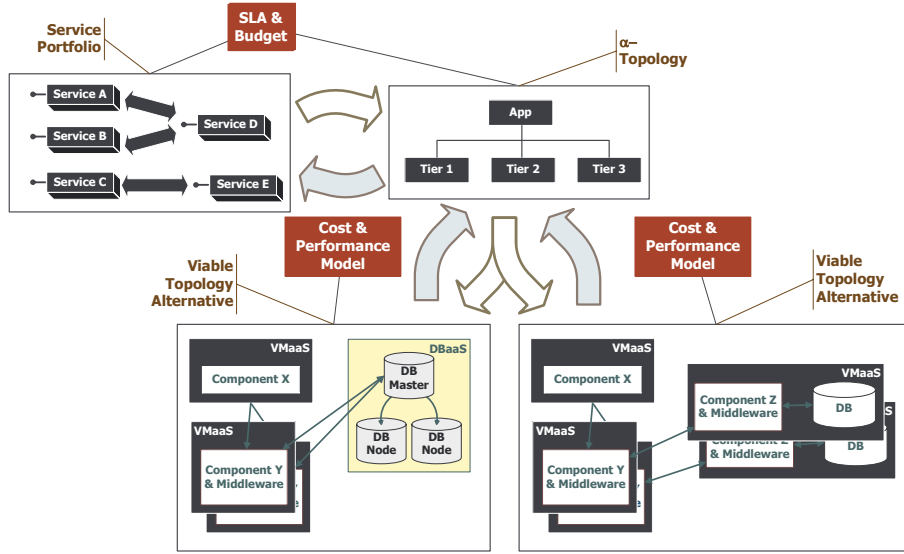 Service
Portfolio
SLA &
Budget
α–
Topology
Service A
Service B
Service C
Service D
Service E
App
Tier 1
Tier 2
Tier 3
Cost &
Performance
Model
Cost &
Performance
Model
Viable
Topology
Alternative
Viable
Topology
Alternative
VMaaS
Component X
VMaaS
Component Y
& Middleware
DBaaS
DB
Master
DB
Node
DB
Node
VMaaS
Component X
VMaaS
Component Y
& Middleware
VMaaS
Component Z
& Middleware
DB
Component Z
& Middleware
DB